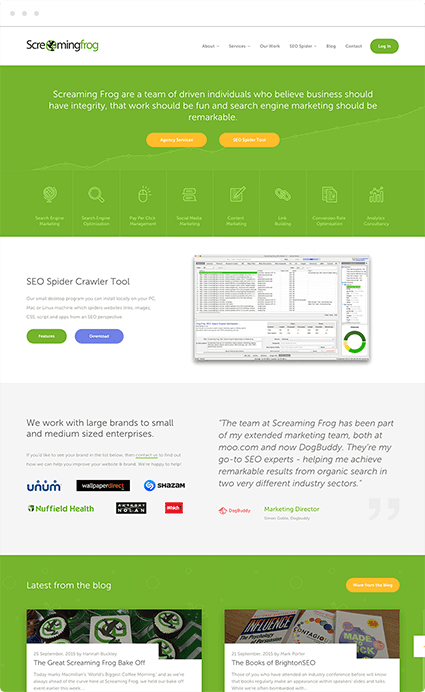 Screamingfrog
About
Services
Our Work
SEO Spider
Blog
Contact
Log In
Screaming Frog are a team of driven individuals who believe business should
have integrity, that work should be fun and search engine marketing should be
remarkable.
Agency Services
SEO Spider Tool
Search Engine
Marketing
Search Engine
Optimisation
Pay Per Click
Management
Social Media
Marketing
Content
Marketing
Link
Building
Conversion Rate
Optimisation
Analytics
Consultancy
SEO Spider Crawler Tool
Our small desktop program you can install locally on your PC,
Mac or Linux machine which spiders websites links, images,
CSS, script and apps from an SEO perspective
Features
Download
We work with large brands to small
and medium sized enterprises.
If you'd like to see your brand in the list below, then contact us to find out
how we can help you improve your website & brand. We're happy to help!
unum
wallpaperdirect
SHAZAM
Nuffield Health
ANTHONY
NOLAN
"The team at Screaming Frog has been part
of my extended marketing team, both at
moo.com and now DogBuddy. They're my
go-to SEO experts - helping me achieve
remarkable results from organic search in
two very different industry sectors."
DogBuddy
Marketing Director
Latest from the blog
More from the Blog
INFLUENCE
The Psychology of
Persuasion
MADE
to
STICK
25 September, 2015 by Hannah Buckley
The Great Screaming Frog Bake Off
Today marks Macmillan's 'World's Biggest Coffee Morning', and as we're
always ahead of the curve here at Screaming Frog, we held our bake off
event earlier this week...
21 September, 2015 by Mark Porter
The Books of BrightonSEO
Those of you who have attended an industry conference before will know
that books regularly make an appearance within speakers' slides and talks.
While we're often bombarded with...